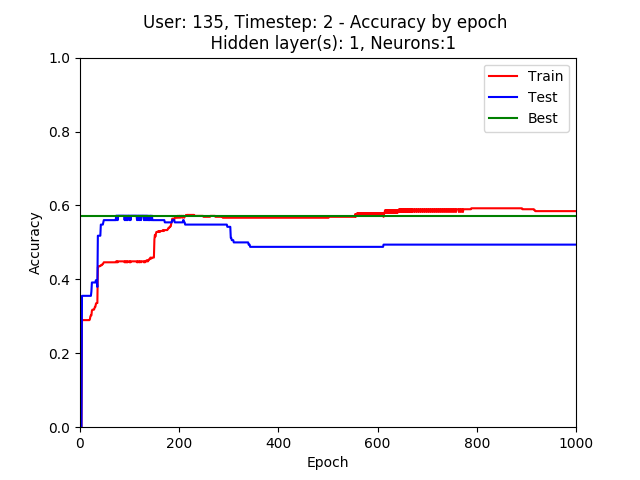 User: 135, Timestep: 2 - Accuracy by epoch
Hidden layer(s): 1, Neurons:1
1.0
0.8
0.6
0.4
0.2
0.0
Accuracy
Train
Test
Best
0 200 400 600 800 1000
Epoch